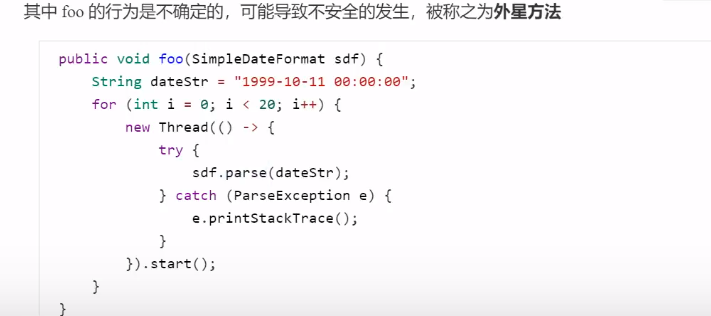 其中 foo 的行为是不确定的，可能导致不安全的发生，被称之为外星方法
public void foo(SimpleDateFormat sdf) {
    String dateStr = "1999-10-11 00:00:00";
    for (int i = 0; i < 20; i++) {
        new Thread(() -> {
            try {
                sdf.parse(dateStr);
            } catch (ParseException e) {
                e.printStackTrace();
            }
        }).start();
    }
}